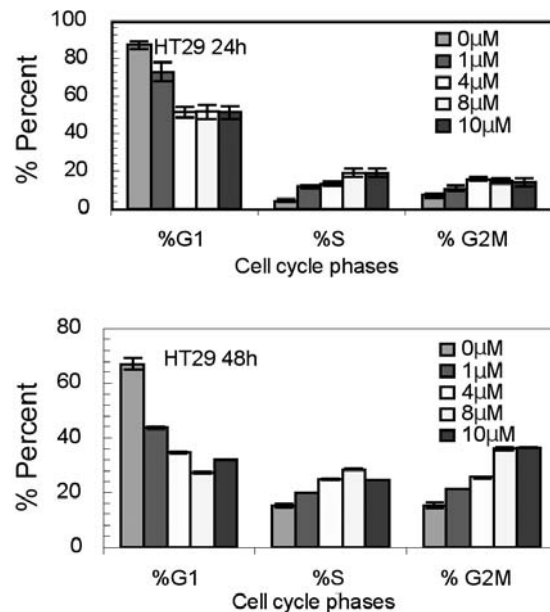 100
80
60
40
20
0
% Percent
HT29 24h
0µM
1µM
4µM
8µM
10µM
%G1 %S % G2M
Cell cycle phases
80
60
40
20
0
% Percent
HT29 48h
0µM
1µM
4µM
8µM
10µM
%G1 %S % G2M
Cell cycle phases